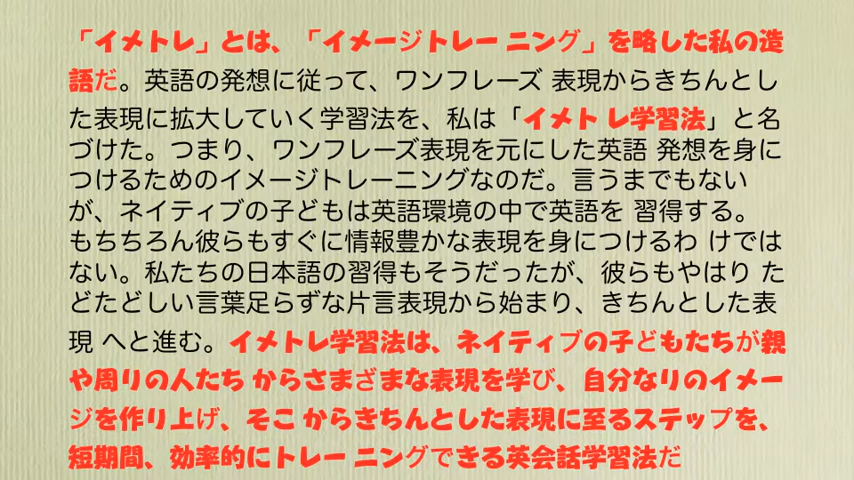 「イメトレ」とは、「イメージトレー ニング」を略した私の造
語だ。英語の発想に従って、ワンフレーズ 表現からきちんとし
た表現に拡大していく学習法を、私は「イメト レ学習法」と名
づけた。つまり、ワンフレーズ表現を元にした英語 発想を身に
つけるためのイメージトレーニングなのだ。言うまでもない
が、ネイティブの子どもは英語環境の中で英語を 習得する。
もちちろん彼らもすぐに情報豊かな表現を身につけるわ けでは
ない。私たちの日本語の習得もそうだったが、彼らもやはり た
どたどしい言葉足らずな片言表現から始まり、きちんとした表
現 へと進む。イメトレ学習法は、ネイティブの子どもたちが親
や周りの人たち からさまざまな表現を学び、自分なりのイメー
ジを作り上げ、そこ からきちんとした表現に至るステップを、
短期間、効率的にトレー ニングできる英会話学習法だ